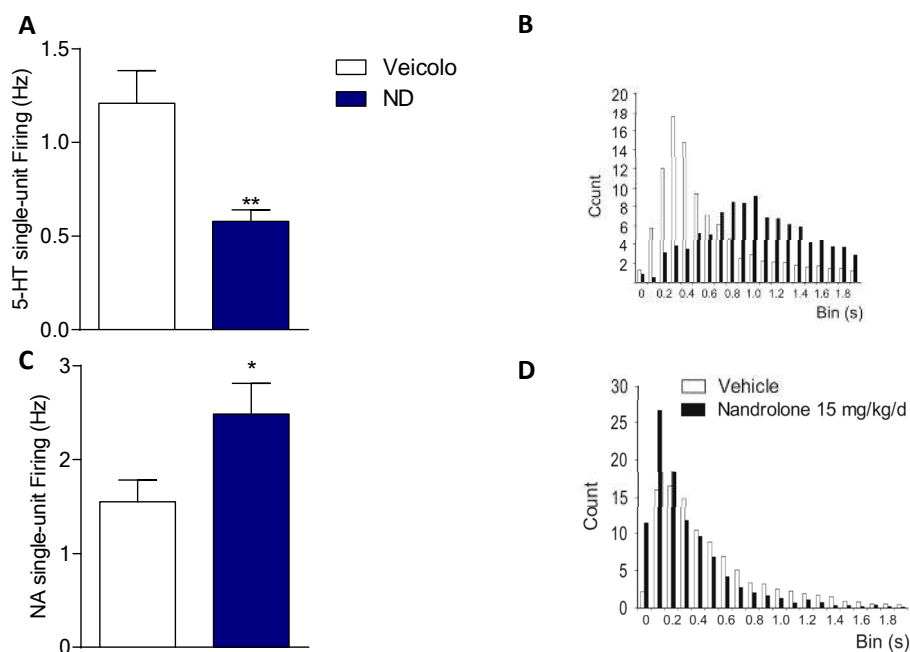 A
B
1.5
1.0
0.5
0.0
5-HT single-unit Firing (Hz)
**
Veicolo
ND
20
18
16
14
12
10
8
6
4
2
Count
0 0.2 0.4 0.6 0.8 1.0 1.2 1.4 1.6 1.8
Bin (s)
C
D
3
2
1
0
NA single-unit Firing (Hz)
*
Vehicle
Nandrolone 15 mg/kg/d
30
25
20
15
10
5
0
Count
0 0.2 0.4 0.6 0.8 1.0 1.2 1.4 1.6 1.8
Bin (s)